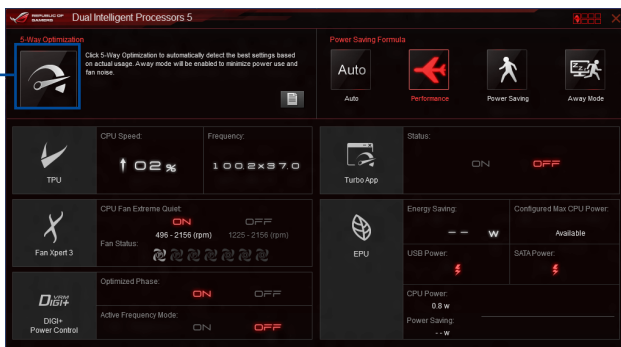 REPUBLIC OF GAMERS Dual Intelligent Processors 5
5-Way Optimization
Click 5-Way Optimization to automatically detect the best settings based
on actual usage. Away mode will be enabled to minimize power use and
fan noise.
Power Saving Formula
Auto
Auto
Performance
Power Saving
Away Mode
TPU
CPU Speed:
02 %
Frequency:
100.2x37.0
Turbo App
Status:
ON OFF
Fan Xpert 3
CPU Fan Extreme Quiet:
ON OFF
496 - 2156 (rpm) 1225 - 2156 (rpm)
Fan Status:
EPU
Energy Saving:
-- w
Configured Max CPU Power:
Available
USB Power:
SATA Power:
DIGI+ VRM
DIGI+
Power Control
Optimized Phase:
ON OFF
Active Frequency Mode:
ON OFF
CPU Power:
0.8 w
Power Saving:
-- w